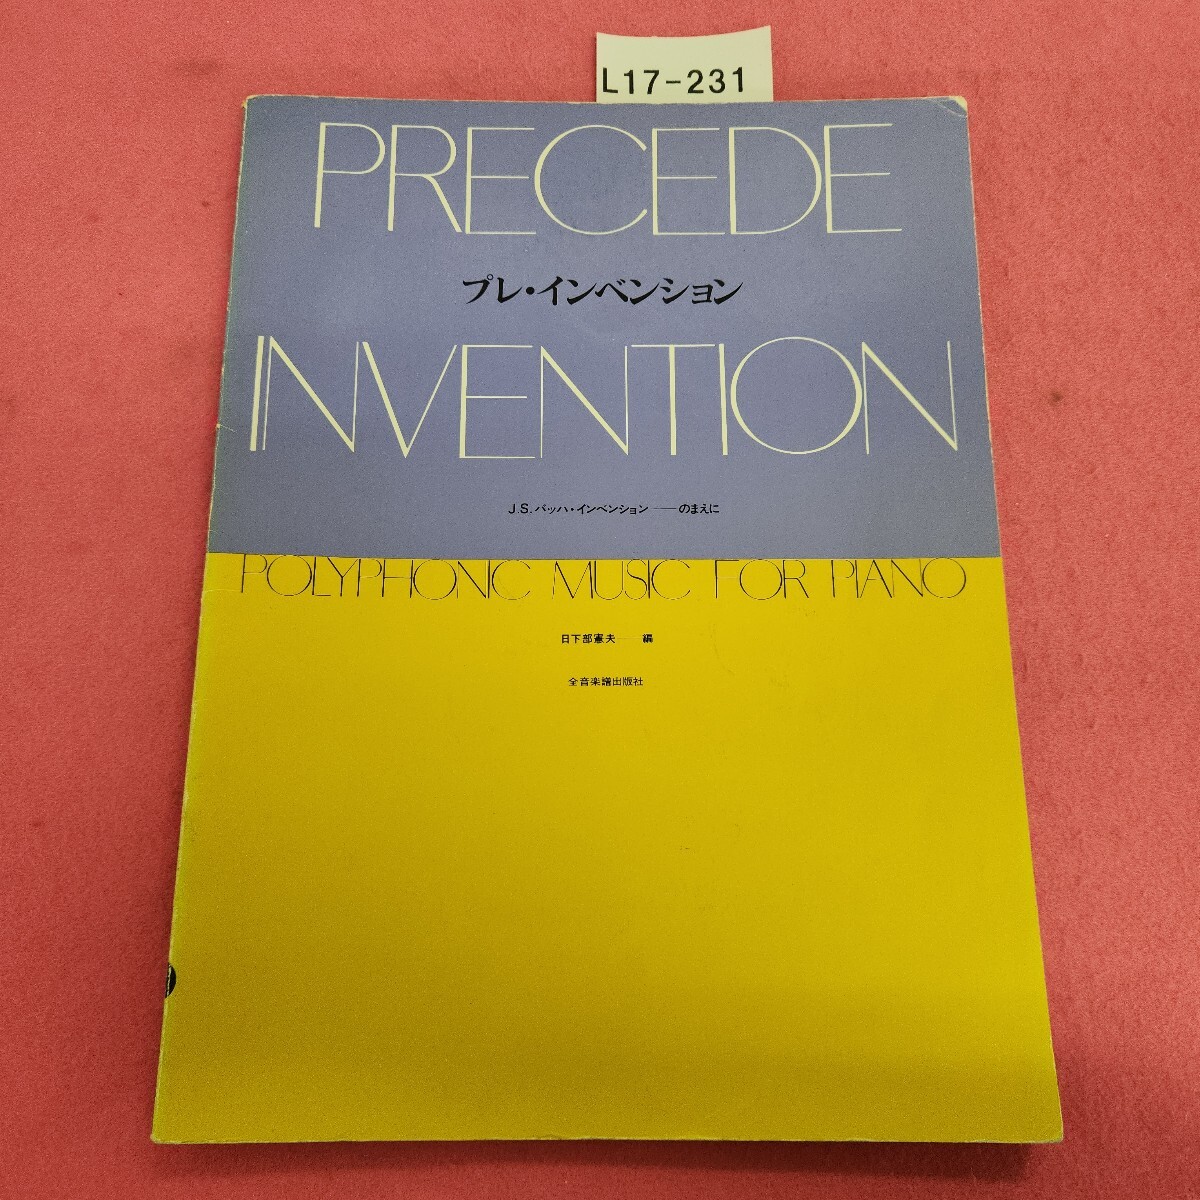 L17-231
PRECEDE
プレ・インベンション
INVENTION
J.S.バッハ・インベンション――のまえに
POLYPHONIC MUSIC FOR PIANO
日下部憲夫――編
全音楽譜出版社